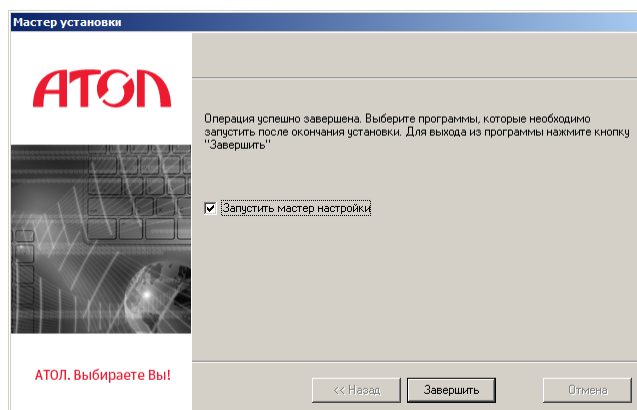 Мастер установки
АТОЛ
Операция успешно завершена. Выберите программы, которые необходимо
запустить после окончания установки. Для выхода из программы нажмите кнопку
"Завершить"
Запустить мастер настройки
АТОЛ. Выбираете Вы!
<< Назад
Завершить
Отмена